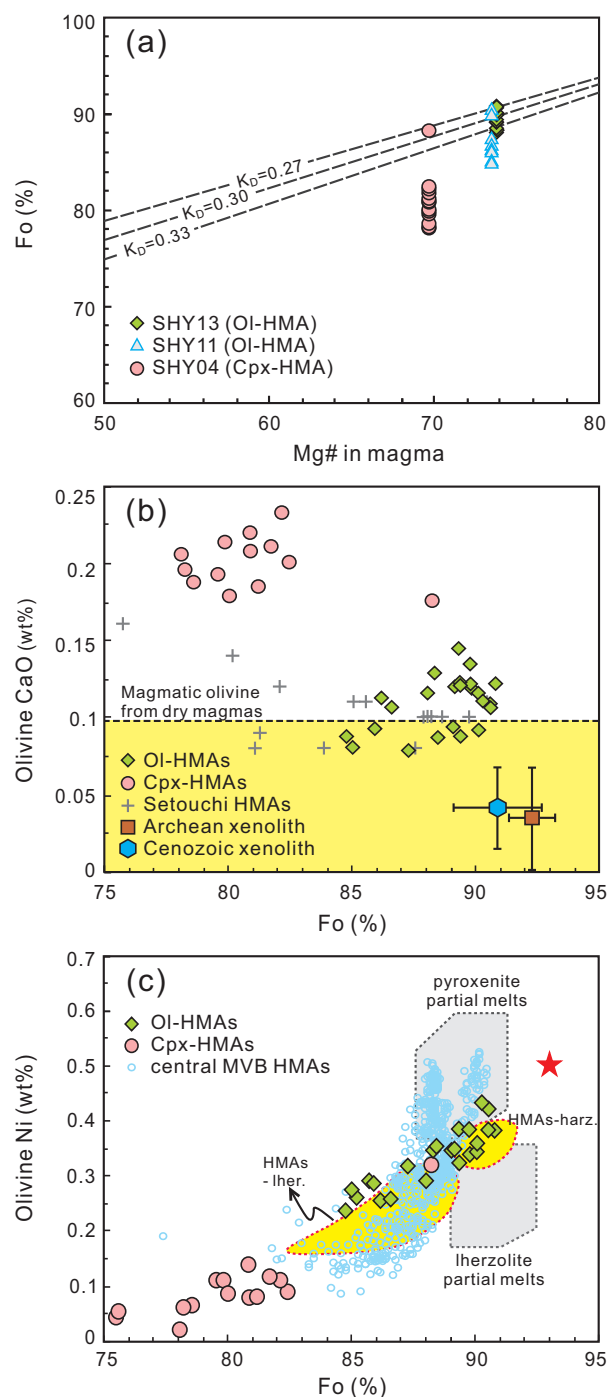 (a)
100
90
80
70
60
Fo (%)
K_D=0.27
K_D=0.30
K_D=0.33
SHY13 (Ol-HMA)
SHY11 (Ol-HMA)
SHY04 (Cpx-HMA)
50 60 70 80
Mg# in magma
(b)
0.25
0.20
0.15
0.1
0.05
0
Olivine CaO (wt%)
Magmatic olivine
from dry magmas
Ol-HMAs
Cpx-HMAs
Setouchi HMAs
Archean xenolith
Cenozoic xenolith
75 80 85 90 95
Fo (%)
(c)
0.7
0.6
0.5
0.4
0.3
0.2
0.1
0
Olivine Ni (wt%)
Ol-HMAs
Cpx-HMAs
central MVB HMAs
pyroxenite
partial melts
HMAs-harz.
HMAs
- lher.
lherzolite
partial melts
75 80 85 90 95
Fo (%)